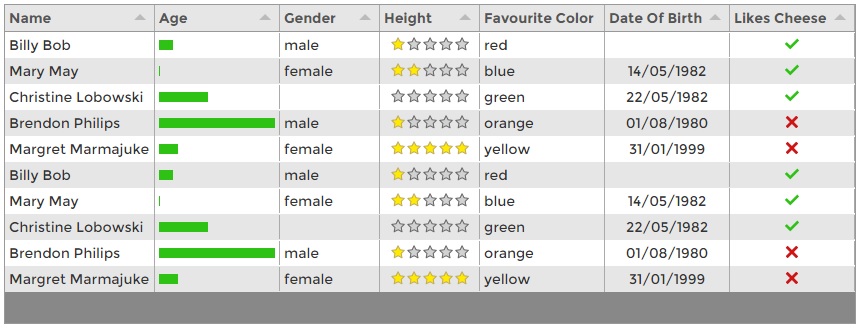 Name Age Gender Height Favourite Color Date Of Birth Likes Cheese
Billy Bob male red
Mary May female blue 14/05/1982
Christine Lobowski green 22/05/1982
Brendon Philips male orange 01/08/1980
Margret Marmajuke female yellow 31/01/1999
Billy Bob male red
Mary May female blue 14/05/1982
Christine Lobowski green 22/05/1982
Brendon Philips male orange 01/08/1980
Margret Marmajuke female yellow 31/01/1999